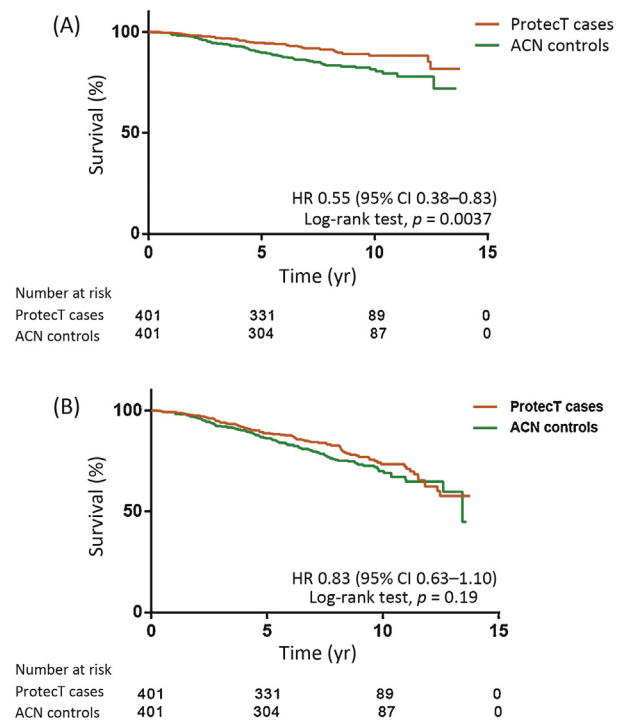 (A)
ProtecT cases
ACN controls
Survival (%)
100
50
0
HR 0.55 (95% CI 0.38–0.83)
Log-rank test, p = 0.0037
0 5 10 15
Time (yr)
Number at risk
ProtecT cases 401 331 89 0
ACN controls 401 304 87 0
(B)
ProtecT cases
ACN controls
Survival (%)
100
50
0
HR 0.83 (95% CI 0.63–1.10)
Log-rank test, p = 0.19
0 5 10 15
Time (yr)
Number at risk
ProtecT cases 401 331 89 0
ACN controls 401 304 87 0